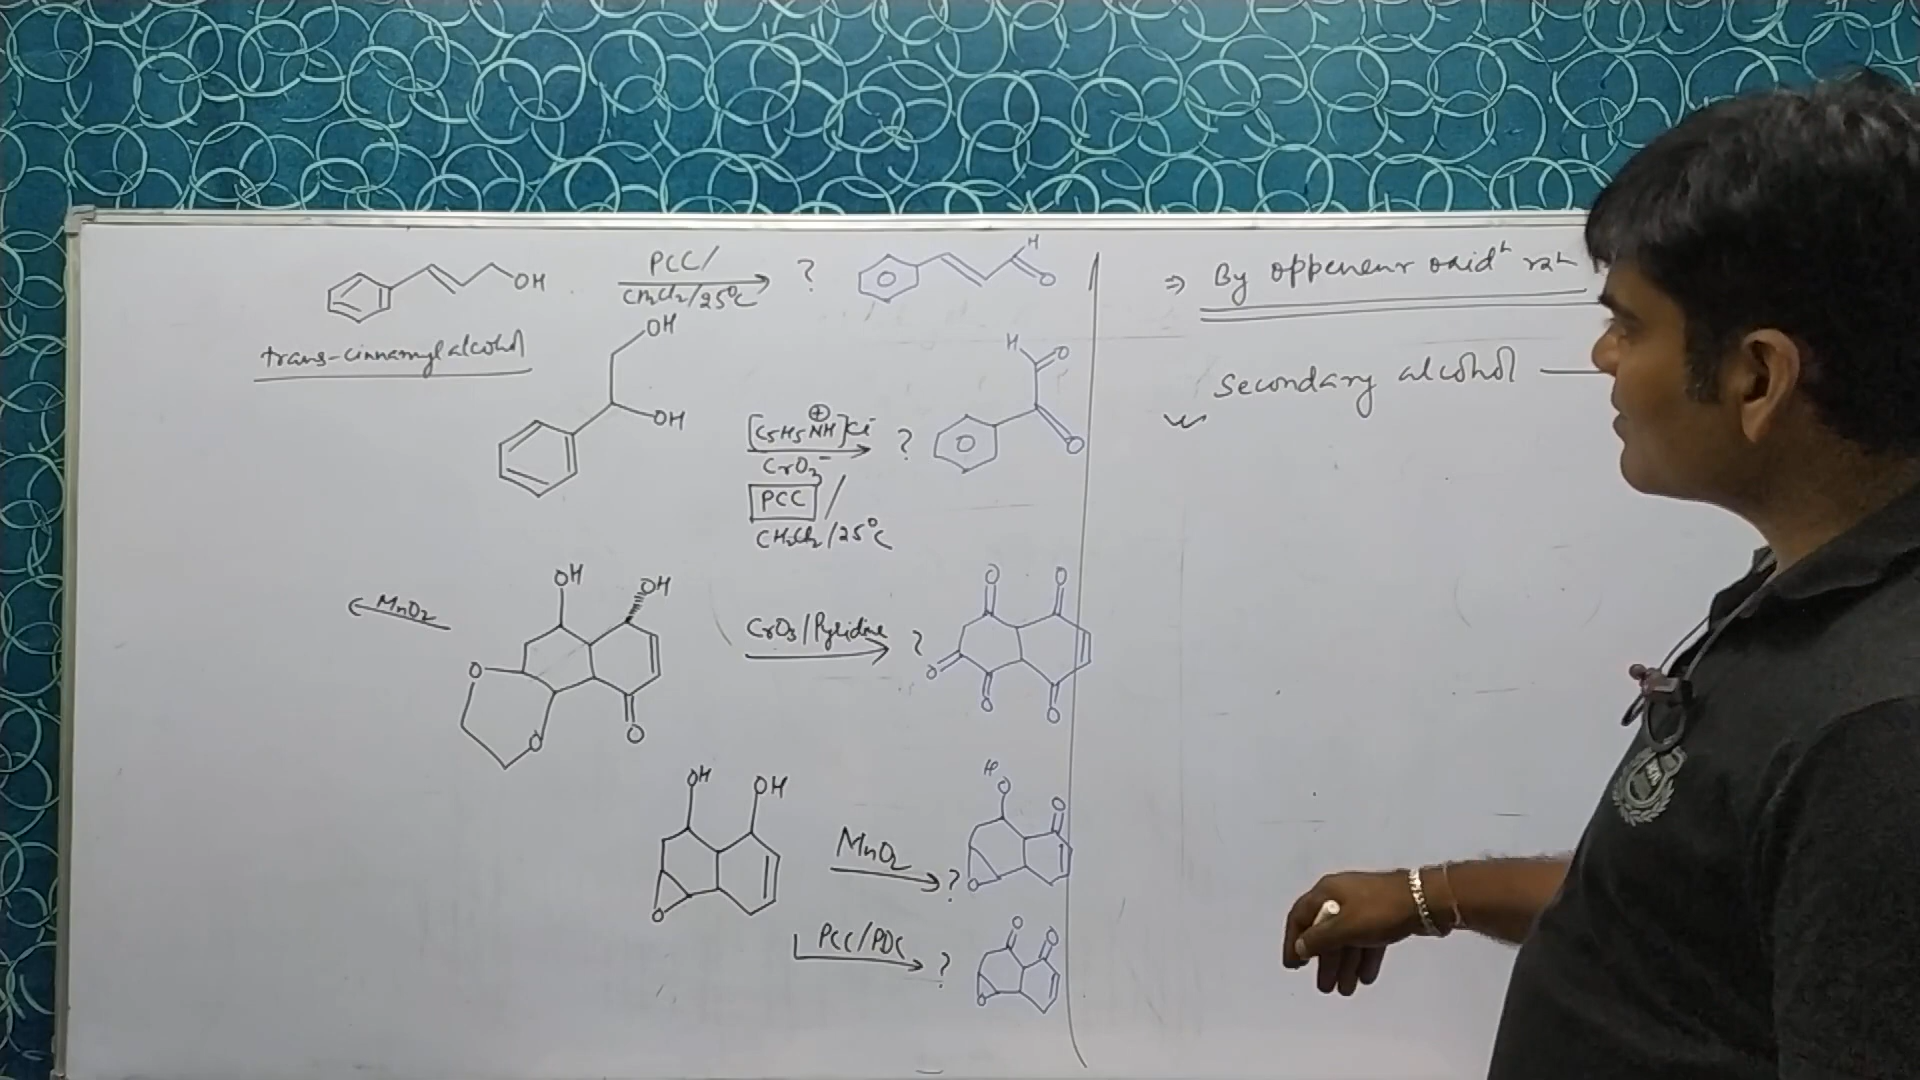 OH PCC/ ? H O
CH2Cl2/25°C
trans-cinnamyl alcohol OH
OH H O
[C5H5NH]Cl- ? O
⊕
CrO3-
PCC /
CH2Cl2/25°C
OH OH O O
MnO2 CrO3/Pyridine ?
O O O O
O O
OH OH H
O O
MnO2 ?
O O
PCC/PDC ? O O
O
⇒ By oppeneur oxidn rxn
Secondary alcohol